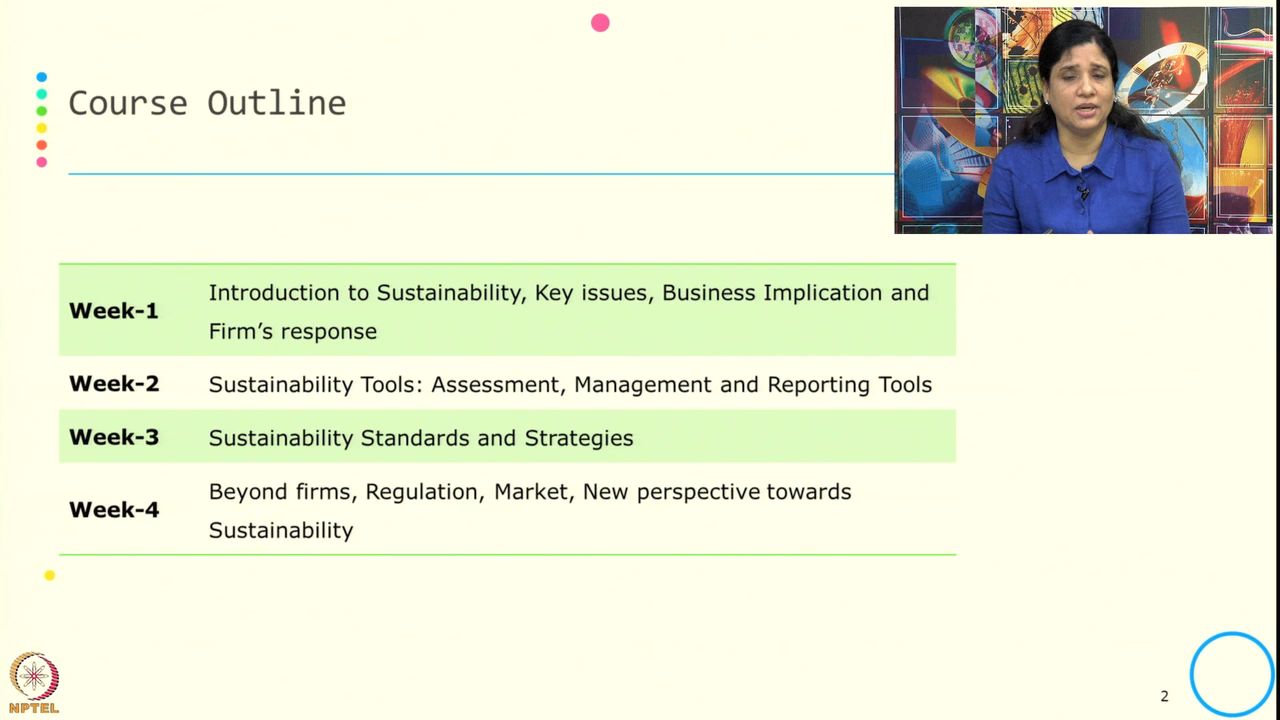 Course Outline
Week-1
Introduction to Sustainability, Key issues, Business Implication and
Firm's response
Week-2
Sustainability Tools: Assessment, Management and Reporting Tools
Week-3
Sustainability Standards and Strategies
Week-4
Beyond firms, Regulation, Market, New perspective towards
Sustainability
NPTEL
2